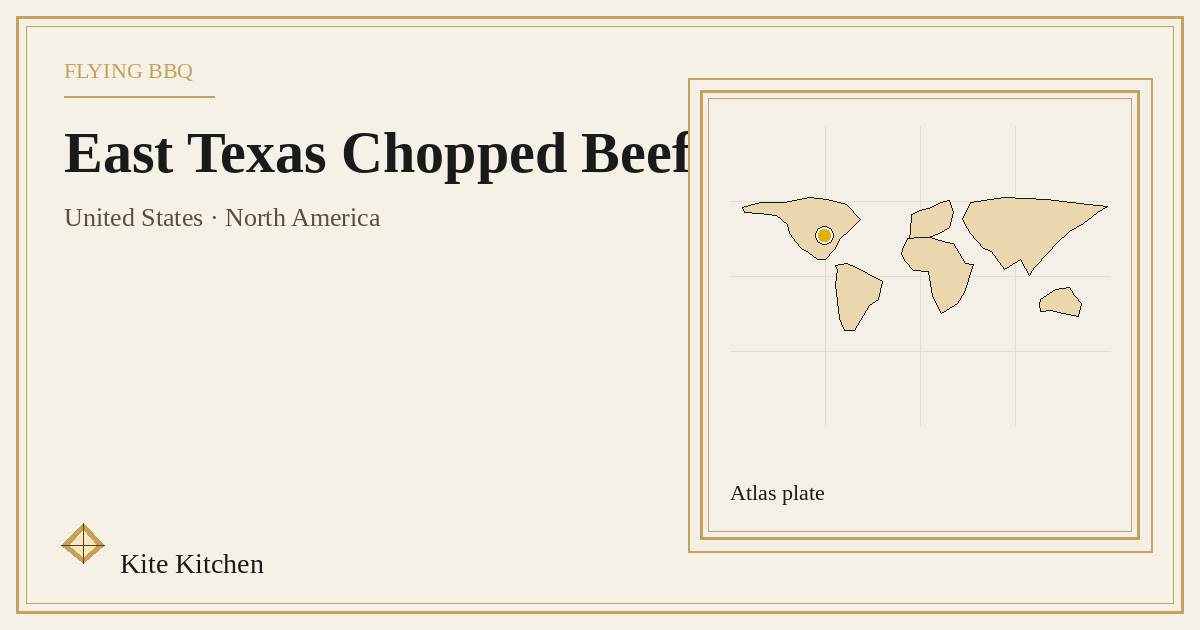 FLYING BBQ
East Texas Chopped Beef
United States · North America
Atlas plate
Kite Kitchen